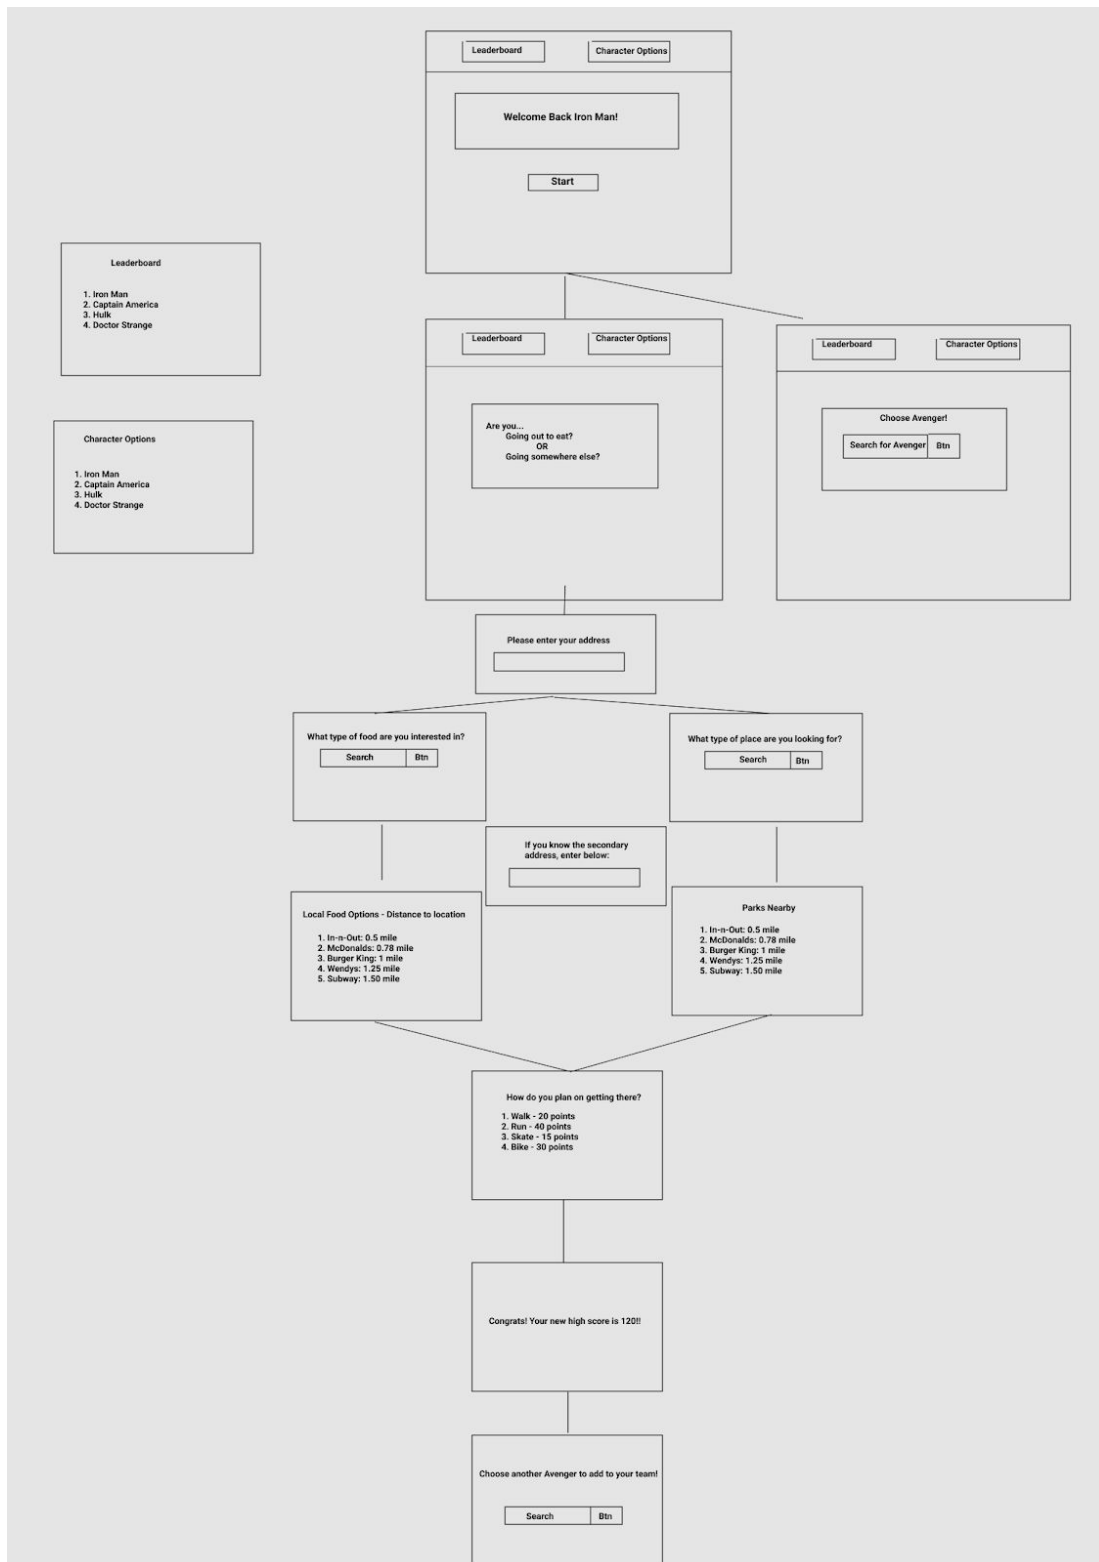 Leaderboard
Character Options
Welcome Back Iron Man!
Start
Leaderboard
1. Iron Man
2. Captain America
3. Hulk
4. Doctor Strange
Character Options
1. Iron Man
2. Captain America
3. Hulk
4. Doctor Strange
Leaderboard
Character Options
Are you...
Going out to eat?
OR
Going somewhere else?
Leaderboard
Character Options
Choose Avenger!
Search for Avenger
Btn
Please enter your address
What type of food are you interested in?
Search
Btn
What type of place are you looking for?
Search
Btn
If you know the secondary
address, enter below:
Local Food Options - Distance to location
1. In-n-Out: 0.5 mile
2. McDonalds: 0.78 mile
3. Burger King: 1 mile
4. Wendys: 1.25 mile
5. Subway: 1.50 mile
Parks Nearby
1. In-n-Out: 0.5 mile
2. McDonalds: 0.78 mile
3. Burger King: 1 mile
4. Wendys: 1.25 mile
5. Subway: 1.50 mile
How do you plan on getting there?
1. Walk - 20 points
2. Run - 40 points
3. Skate - 15 points
4. Bike - 30 points
Congrats! Your new high score is 120!!
Choose another Avenger to add to your team!
Search
Btn